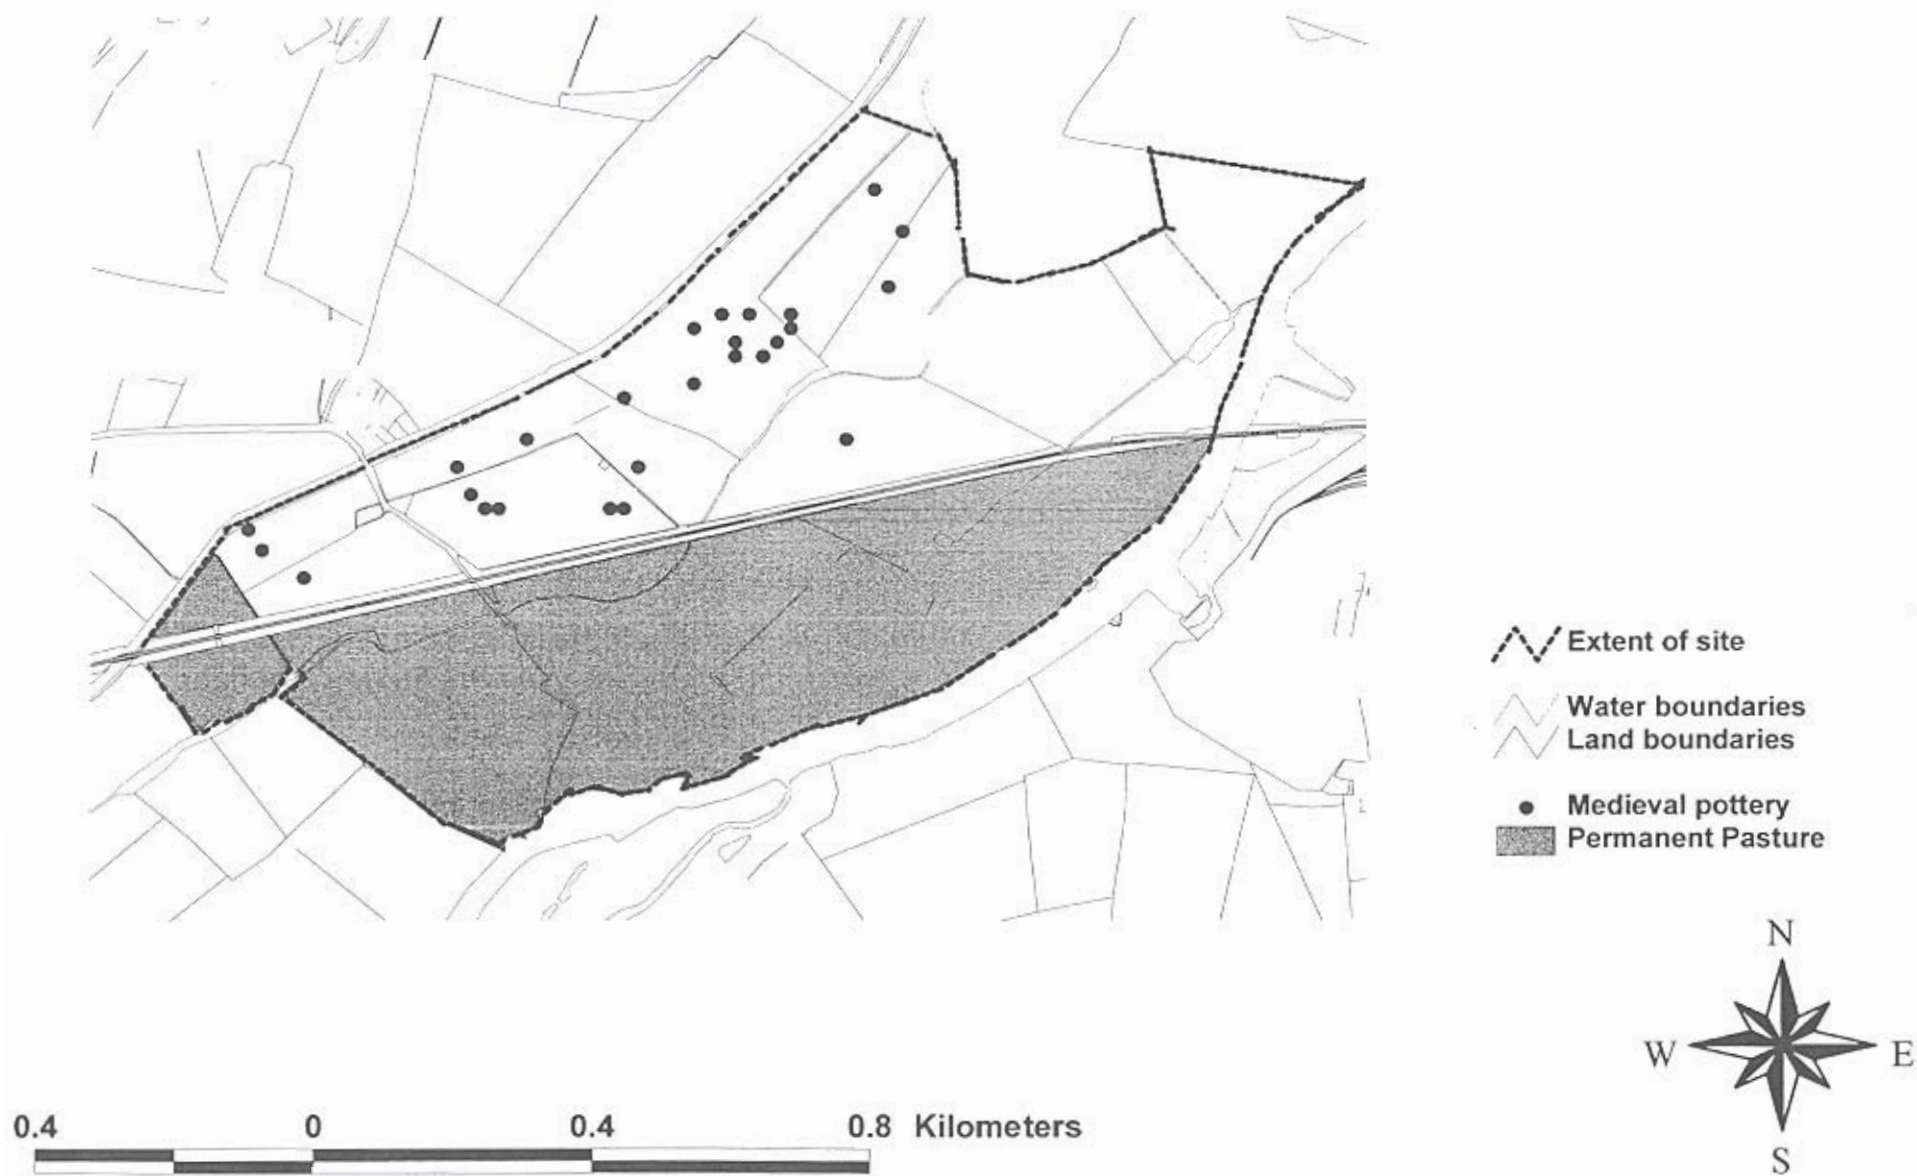 Extent of site
Water boundaries
Land boundaries
Medieval pottery
Permanent Pasture
N
W E
S
0.4 0 0.4 0.8 Kilometers